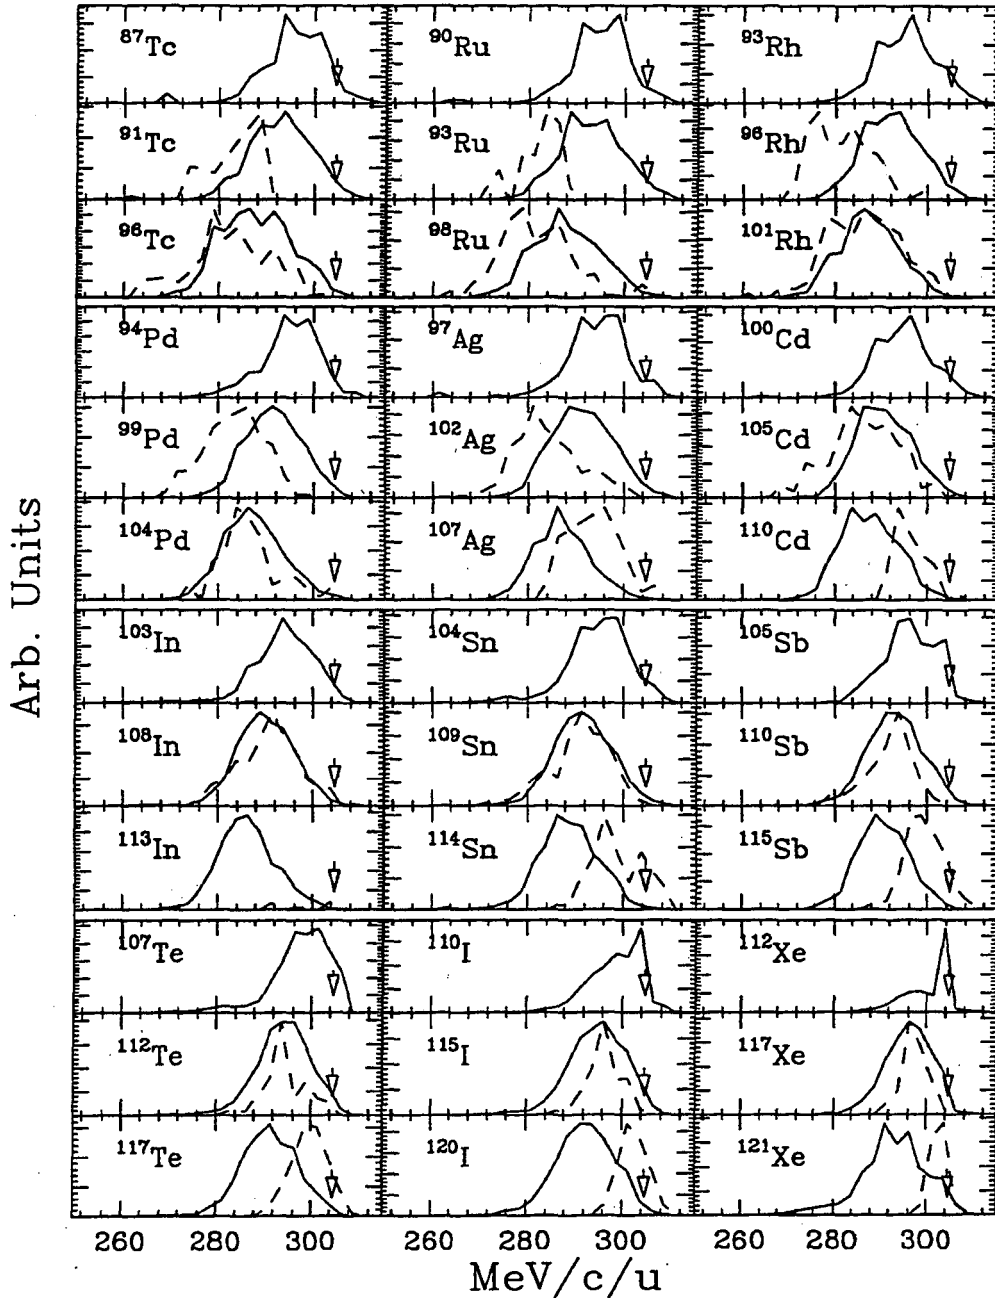 ⁸⁷Tc ⁹⁰Ru ⁹³Rh
⁹¹Tc ⁹³Ru ⁹⁶Rh
⁹⁶Tc ⁹⁸Ru ¹⁰¹Rh
⁹⁴Pd ⁹⁷Ag ¹⁰⁰Cd
⁹⁹Pd ¹⁰²Ag ¹⁰⁵Cd
¹⁰⁴Pd ¹⁰⁷Ag ¹¹⁰Cd
¹⁰³In ¹⁰⁴Sn ¹⁰⁵Sb
¹⁰⁸In ¹⁰⁹Sn ¹¹⁰Sb
¹¹³In ¹¹⁴Sn ¹¹⁵Sb
¹⁰⁷Te ¹¹⁰I ¹¹²Xe
¹¹²Te ¹¹⁵I ¹¹⁷Xe
¹¹⁷Te ¹²⁰I ¹²¹Xe
260 280 300 260 280 300 260 280 300
MeV/c/u
Arb. Units